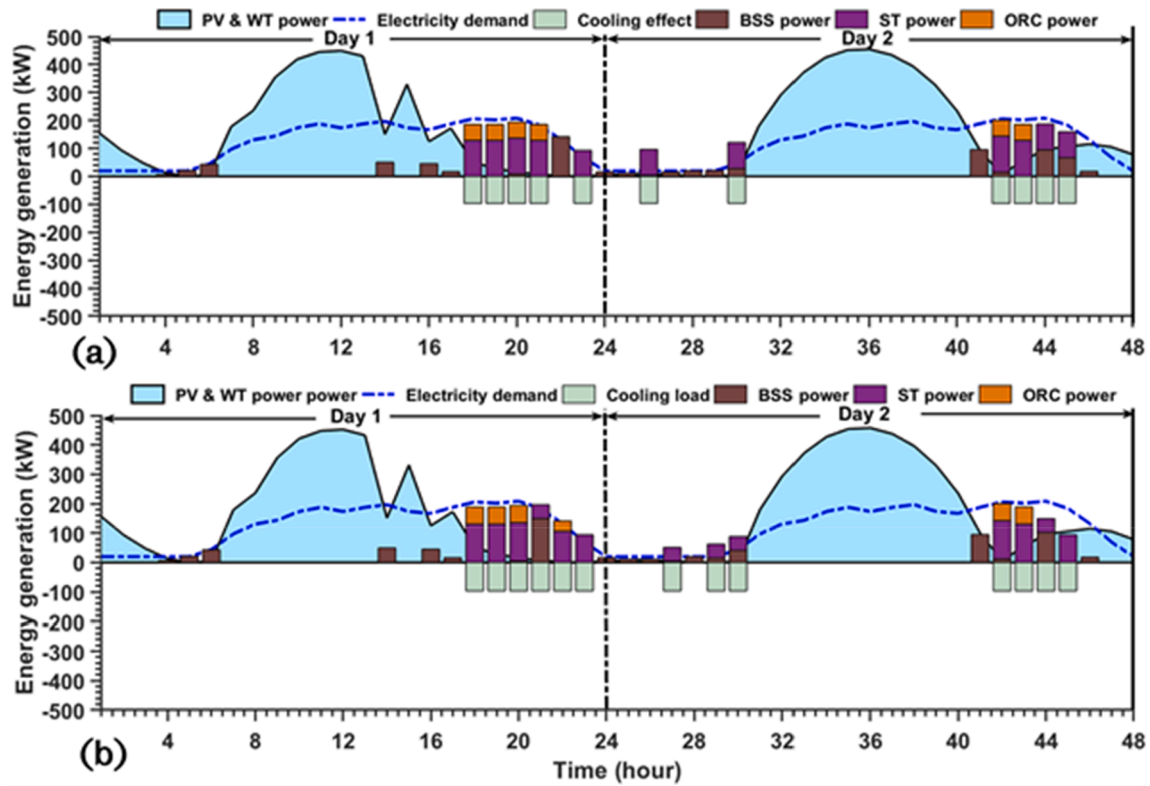 PV & WT power Electricity demand Cooling effect BSS power ST power ORC power
Day 1 Day 2
Energy generation (kW)
500
400
300
200
100
0
-100
-200
-300
-400
-500
4 8 12 16 20 24 28 32 36 40 44 48
(a)
PV & WT power power Electricity demand Cooling load BSS power ST power ORC power
Day 1 Day 2
Energy generation (kW)
500
400
300
200
100
0
-100
-200
-300
-400
-500
4 8 12 16 20 24 28 32 36 40 44 48
(b)
Time (hour)